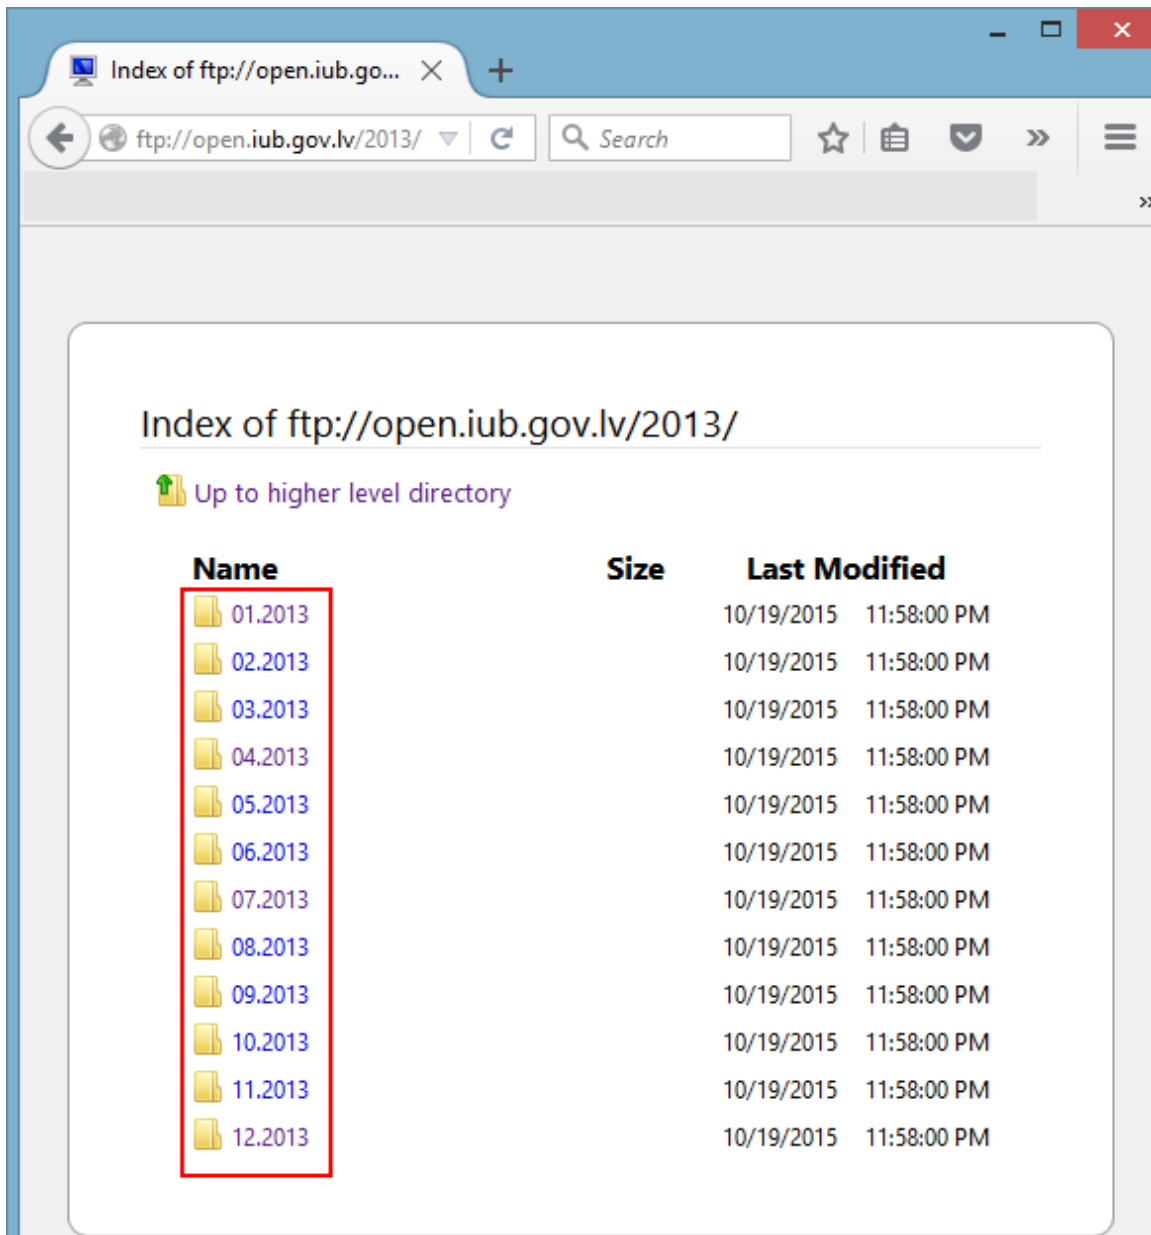 Index of ftp://open.iub.go...
ftp://open.iub.gov.lv/2013/ Search
Index of ftp://open.iub.gov.lv/2013/
Up to higher level directory
Name Size Last Modified
01.2013 10/19/2015 11:58:00 PM
02.2013 10/19/2015 11:58:00 PM
03.2013 10/19/2015 11:58:00 PM
04.2013 10/19/2015 11:58:00 PM
05.2013 10/19/2015 11:58:00 PM
06.2013 10/19/2015 11:58:00 PM
07.2013 10/19/2015 11:58:00 PM
08.2013 10/19/2015 11:58:00 PM
09.2013 10/19/2015 11:58:00 PM
10.2013 10/19/2015 11:58:00 PM
11.2013 10/19/2015 11:58:00 PM
12.2013 10/19/2015 11:58:00 PM